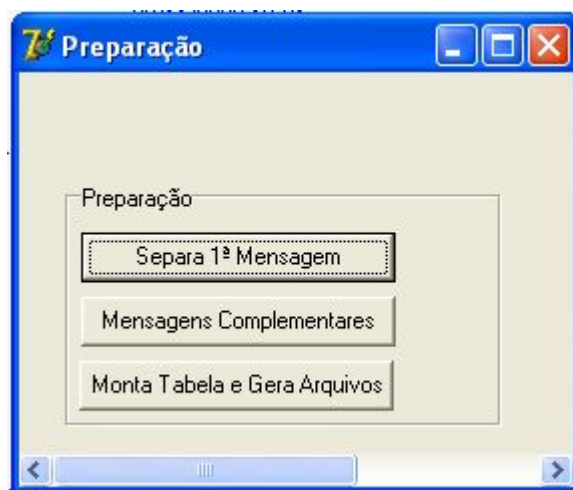 Preparação
Preparação
Separa 1ª Mensagem
Mensagens Complementares
Monta Tabela e Gera Arquivos